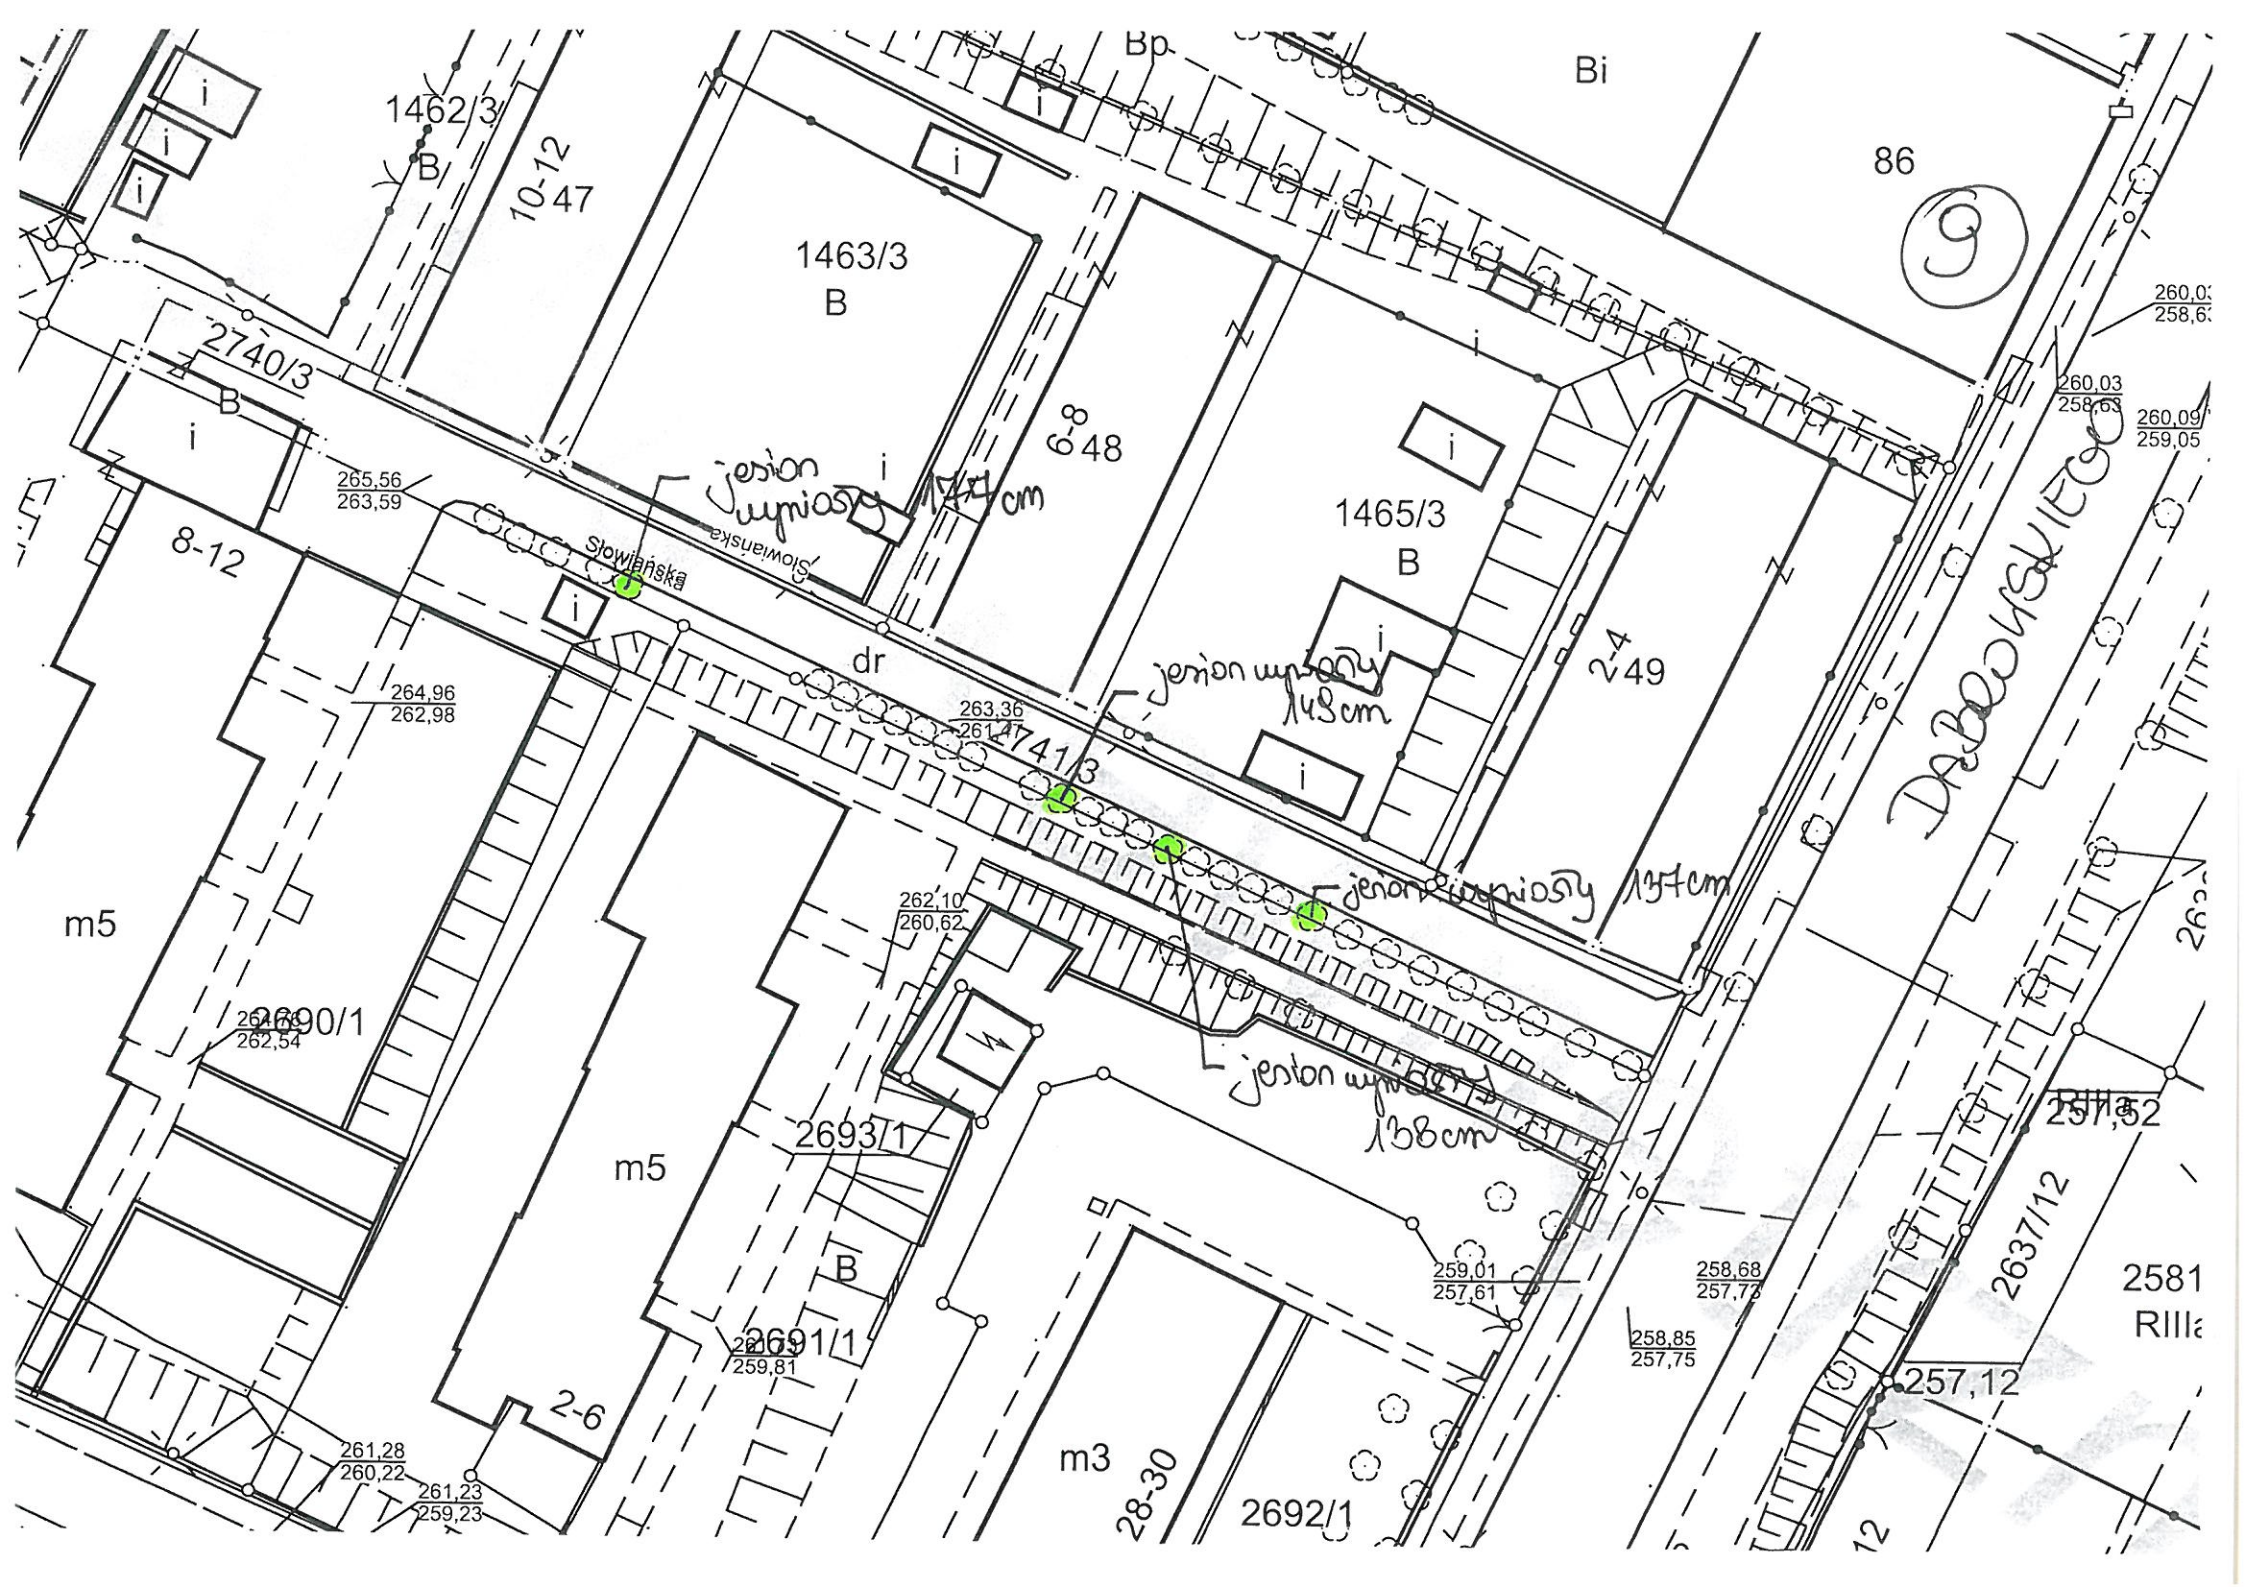 Bp
Bi
i
1462/3
B
i
i
i
i
86
9
10-12
47
1463/3
B
260,03
258,63
2740/3
B
i
i
260,03
258,63
260,09
259,05
6-8
48
i
DĄBROWSKIEGO
jesion
wyniosły 177 cm
i
265,56
263,59
1465/3
B
8-12
Słowiańska
Słowiańska
i
dr
i
2-4
49
jesion wyniosły
149cm
264,96
262,98
263,36
261,47
2741/3
i
jesion wyniosły 137cm
262,10
260,62
m5
2690/1
262,54
jesion wyniosły
138cm
RIIIa
257,52
2693/1
m5
2637/12
B
259,01
257,61
258,68
257,73
2581
RIIIa
2691/1
259,81
258,85
257,75
257,12
2-6
261,28
260,22
m3
28-30
261,23
259,23
2692/1
12